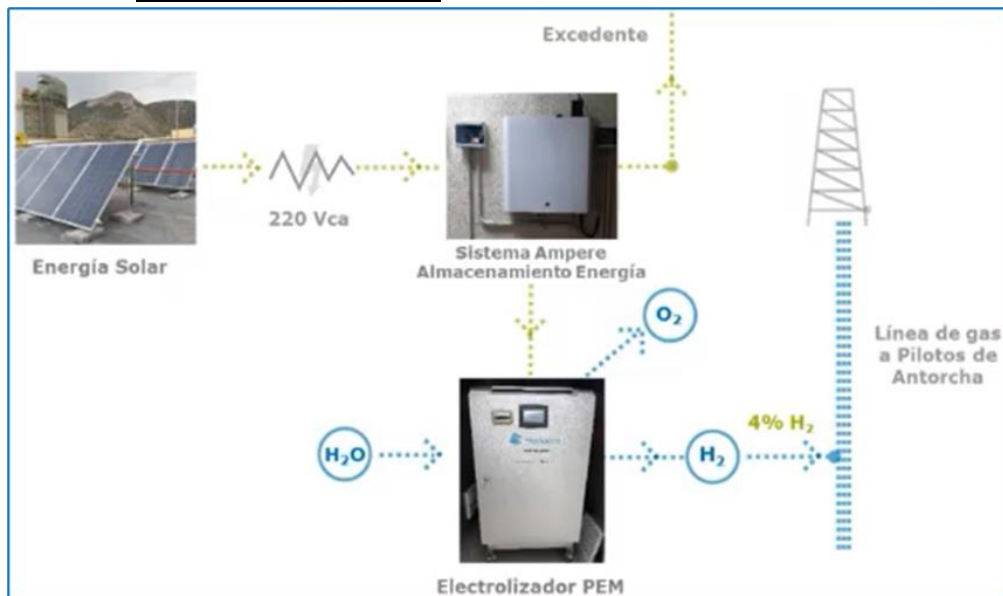 Excedente
220 Vca
Energía Solar
Sistema Ampere
Almacenamiento Energía
O₂
Línea de gas
a Pilotos de
Antorcha
4% H₂
H₂O
H₂
Electrolizador PEM